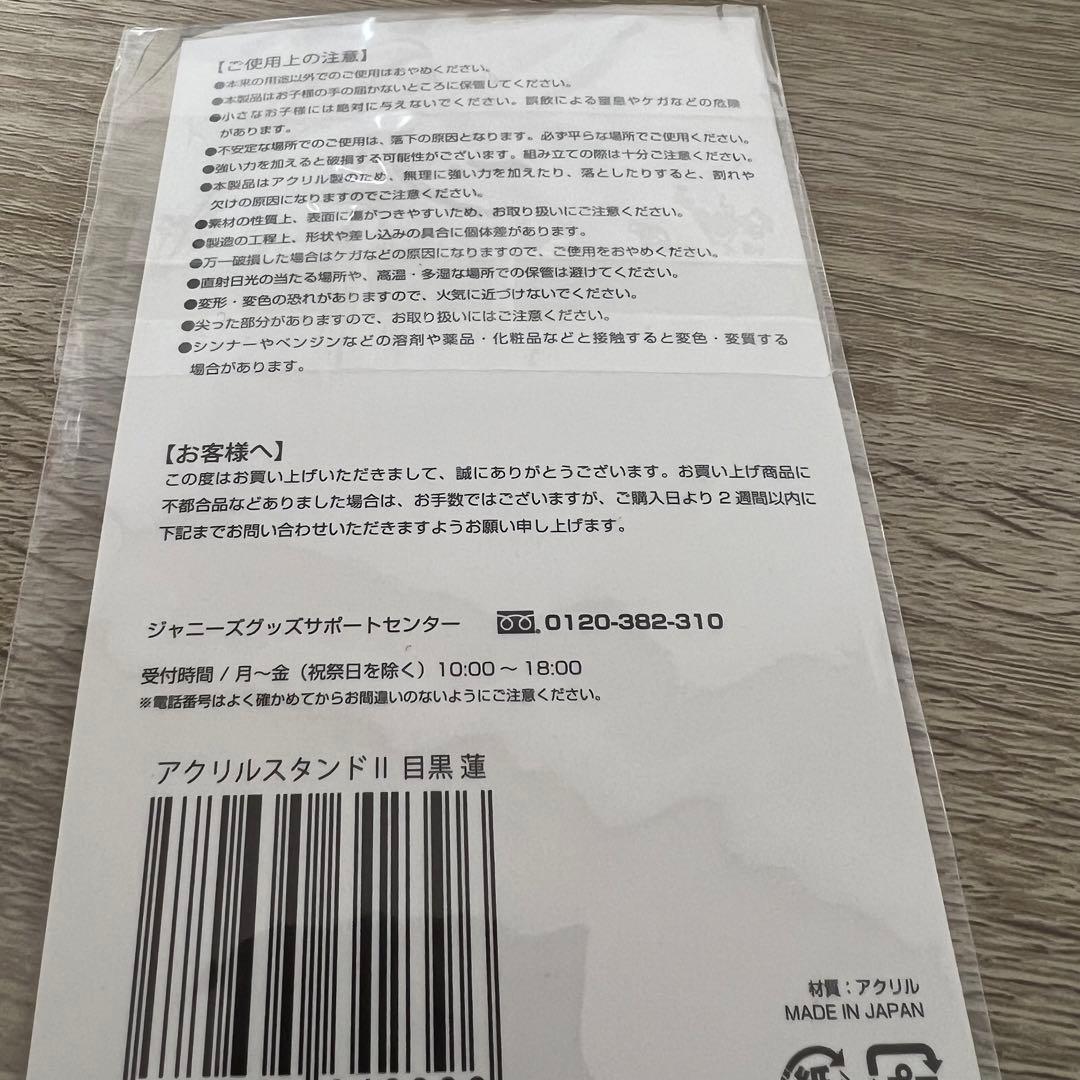 【ご使用上の注意】
●本来の用途以外でのご使用はおやめください。
●本製品はお子様の手の届かないところに保管してください。
●小さなお子様には絶対に与えないでください。誤飲による窒息やケガなどの危険
があります。
●不安定な場所でのご使用は、落下の原因となります。必ず平らな場所でご使用ください。
●強い力を加えると破損する可能性がございます。組み立ての際は十分ご注意ください。
●本製品はアクリル製のため、無理に強い力を加えたり、落としたりすると、割れや
欠けの原因になりますのでご注意ください。
●素材の性質上、表面に傷がつきやすいため、お取り扱いにご注意ください。
●製造の工程上、形状や差し込みの具合に個体差があります。
●万一破損した場合はケガなどの原因になりますので、ご使用をおやめください。
●直射日光の当たる場所や、高温・多湿な場所での保管は避けてください。
●変形・変色の恐れがありますので、火気に近づけないでください。
●尖った部分がありますので、お取り扱いにはご注意ください。
●シンナーやベンジンなどの溶剤や薬品・化粧品などと接触すると変色・変質する
場合があります。
【お客様へ】
この度はお買い上げいただきまして、誠にありがとうございます。お買い上げ商品に
不都合品などありました場合は、お手数ではございますが、ご購入日より2週間以内に
下記までお問い合わせいただきますようお願い申し上げます。
ジャニーズグッズサポートセンター 0120-382-310
受付時間 / 月～金（祝祭日を除く）10:00～18:00
※電話番号はよく確かめてからお間違いのないようにご注意ください。
アクリルスタンドII 目黒 蓮
材質：アクリル
MADE IN JAPAN